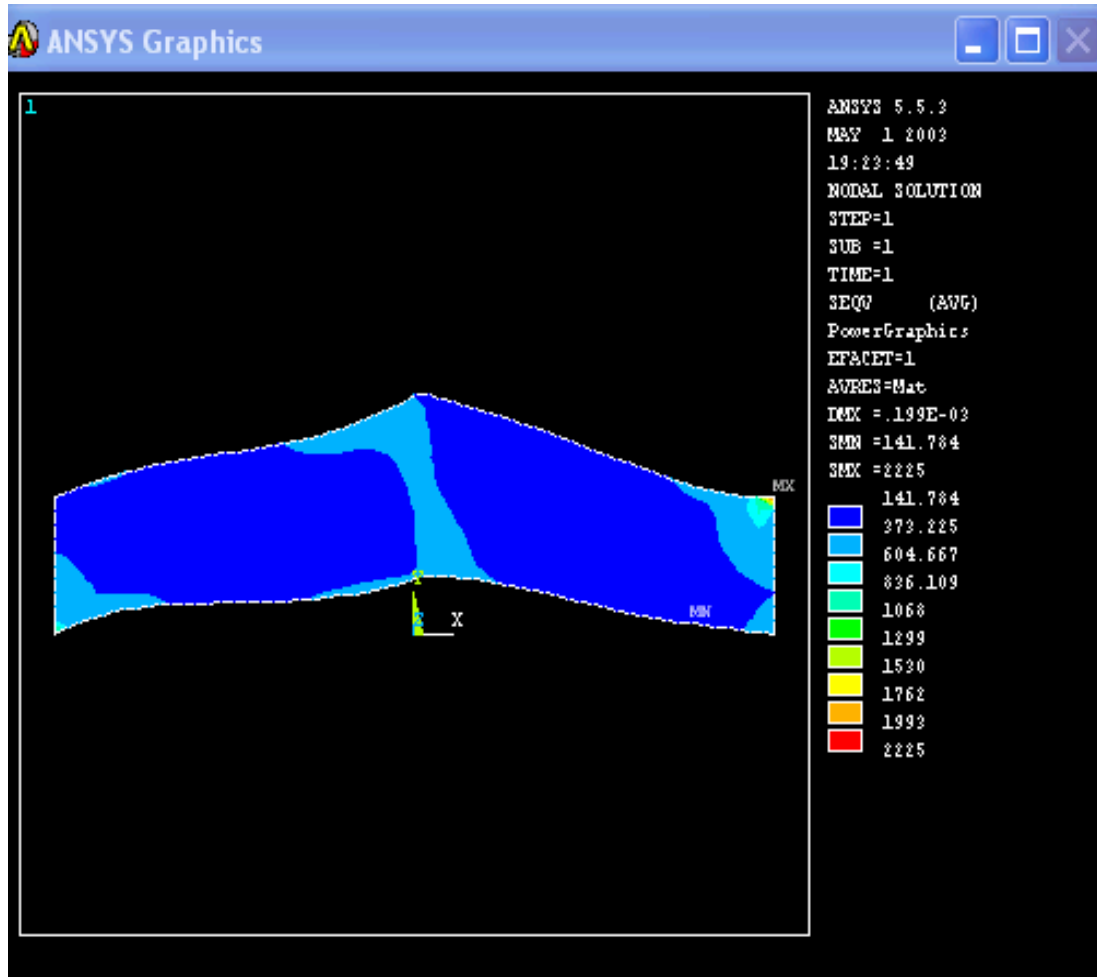 ANSYS Graphics
1
ANSYS 5.5.3
MAY 1 2003
19:23:49
NODAL SOLUTION
STEP=1
SUB =1
TIME=1
SEQV (AVG)
PowerGraphics
EFACET=1
AVRES=Mat
DMX =.199E-03
SMN =141.784
SMX =2225
141.784
373.225
604.667
836.109
1068
1299
1530
1762
1993
2225
MX
Y
MN
Z
X